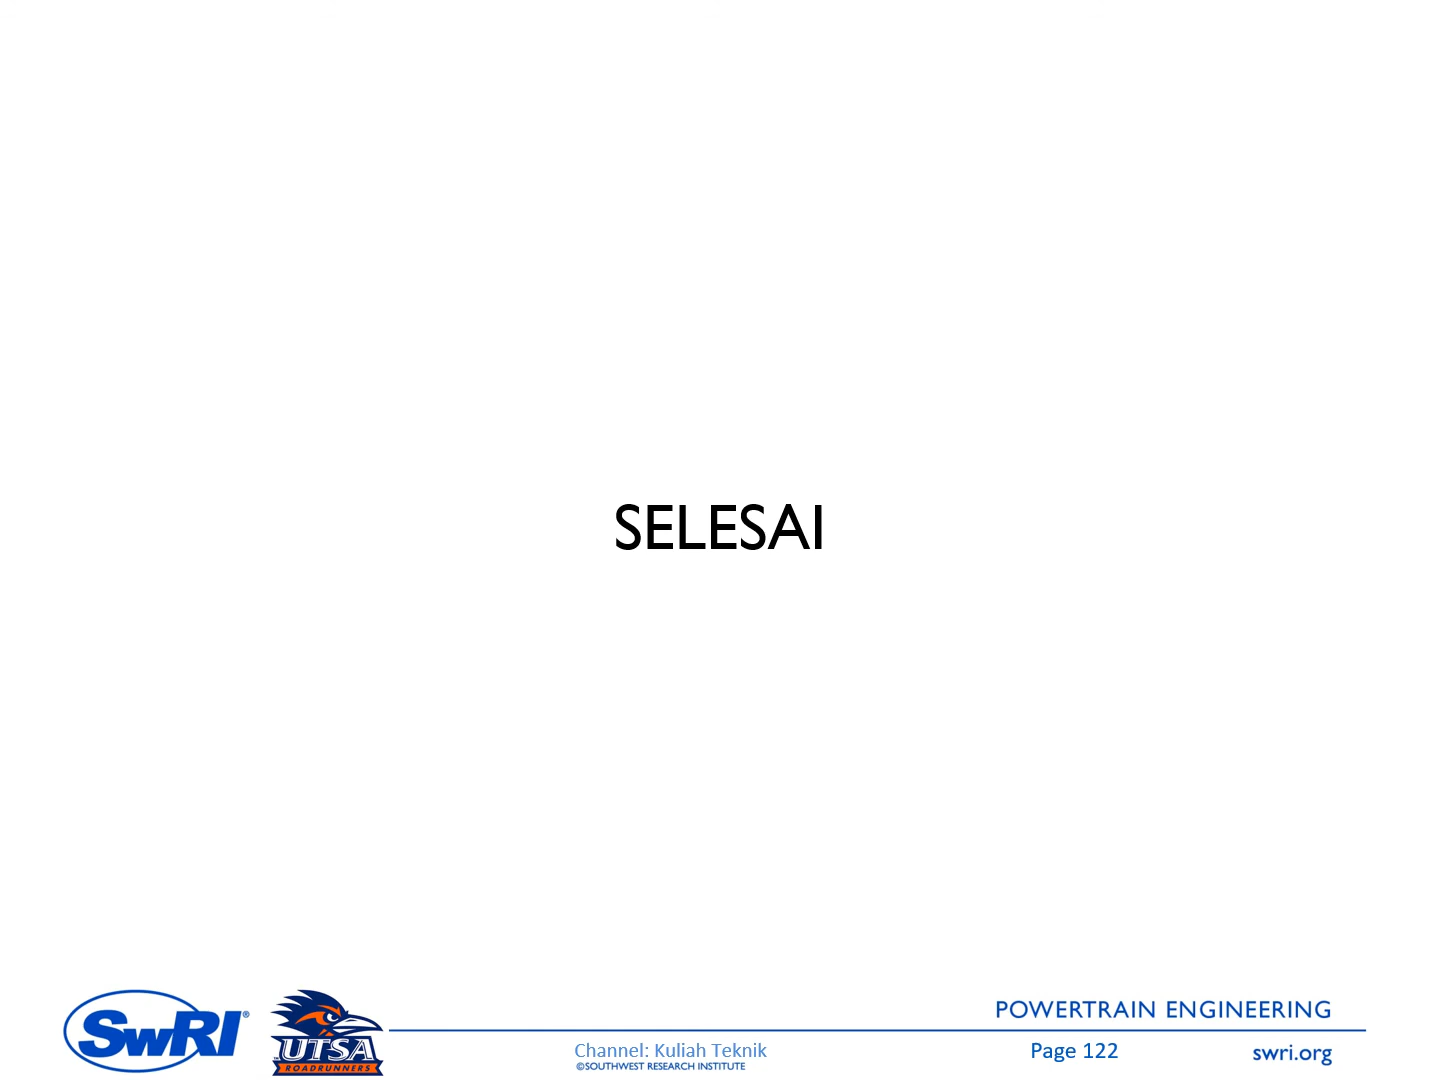 SELESAI
POWERTRAIN ENGINEERING
SwRI®
UTSA
ROADRUNNERS
Channel: Kuliah Teknik
©SOUTHWEST RESEARCH INSTITUTE
Page 122
swri.org